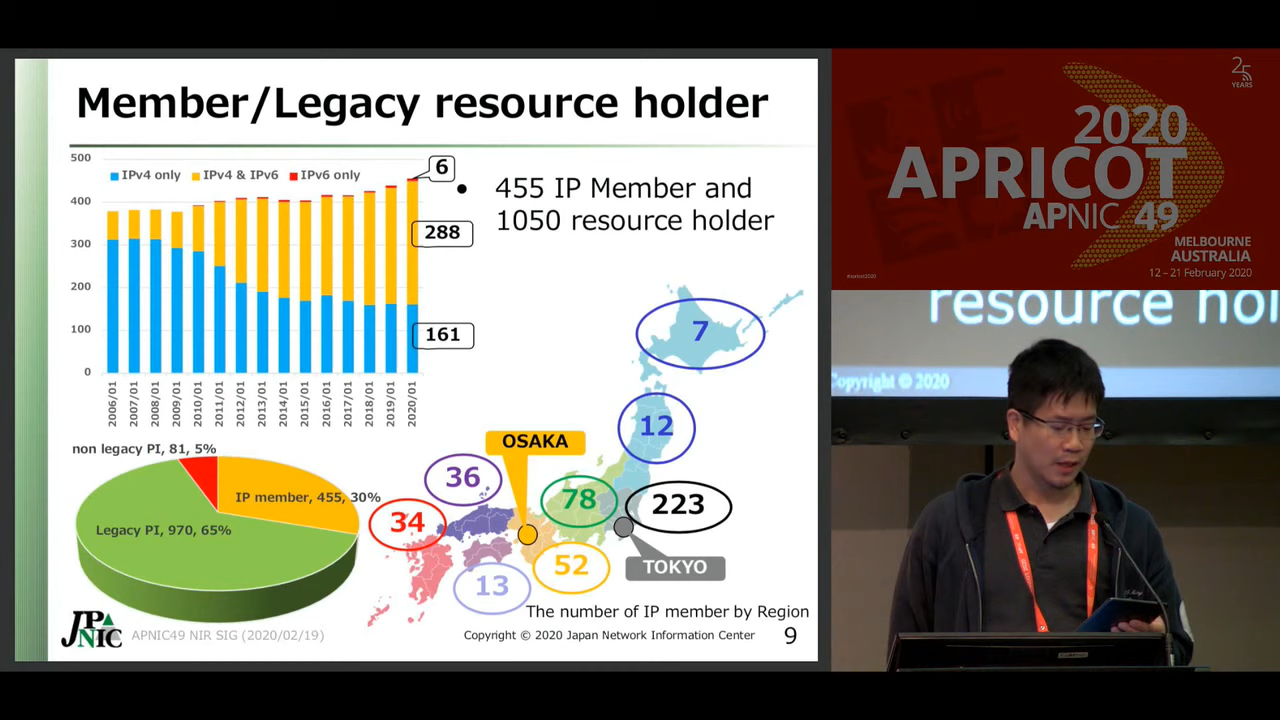 Member/Legacy resource holder
500
400
300
200
100
0
IPv4 only
IPv4 & IPv6
IPv6 only
6
288
161
2006/01
2007/01
2008/01
2009/01
2010/01
2011/01
2012/01
2013/01
2014/01
2015/01
2016/01
2017/01
2018/01
2019/01
2020/01
• 455 IP Member and
1050 resource holder
non legacy PI, 81, 5%
IP member, 455, 30%
Legacy PI, 970, 65%
7
12
OSAKA
36
78
223
34
52
TOKYO
13
The number of IP member by Region
JPNIC
APNIC49 NIR SIG (2020/02/19)
Copyright © 2020 Japan Network Information Center
9
25
YEARS
2020
APRICOT
APNIC 49
MELBOURNE
AUSTRALIA
12 – 21 February 2020
#apricot2020
resource hol
Copyright © 2020